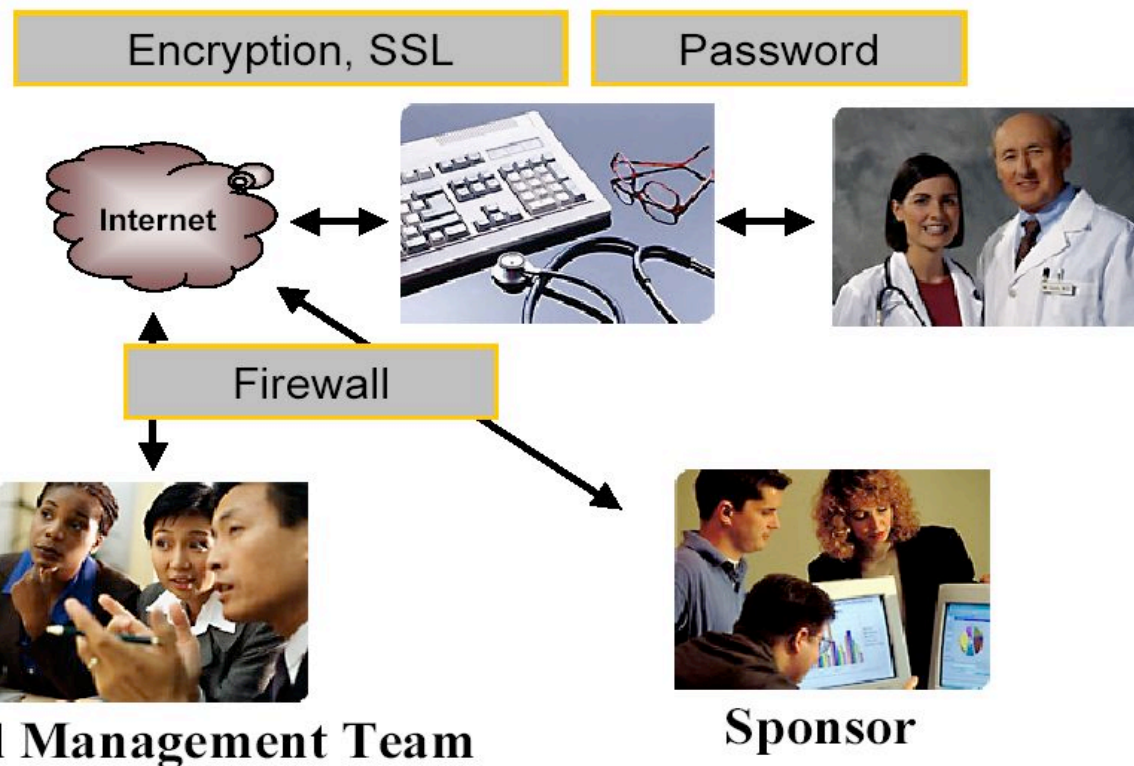 Encryption, SSL
Password
Internet
Firewall
Management Team
Sponsor